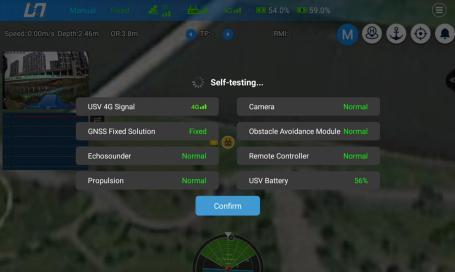 Manual Fixed 4G 54.0% 59.0%
Speed: 0.00m/s Depth:2.46m OR:3.8m TP: RMI: M
Self-testing...
USV 4G Signal 4G Camera Normal
GNSS Fixed Solution Fixed Obstacle Avoidance Module Normal
Echosounder Normal Remote Controller Normal
Propulsion Normal USV Battery 56%
Confirm